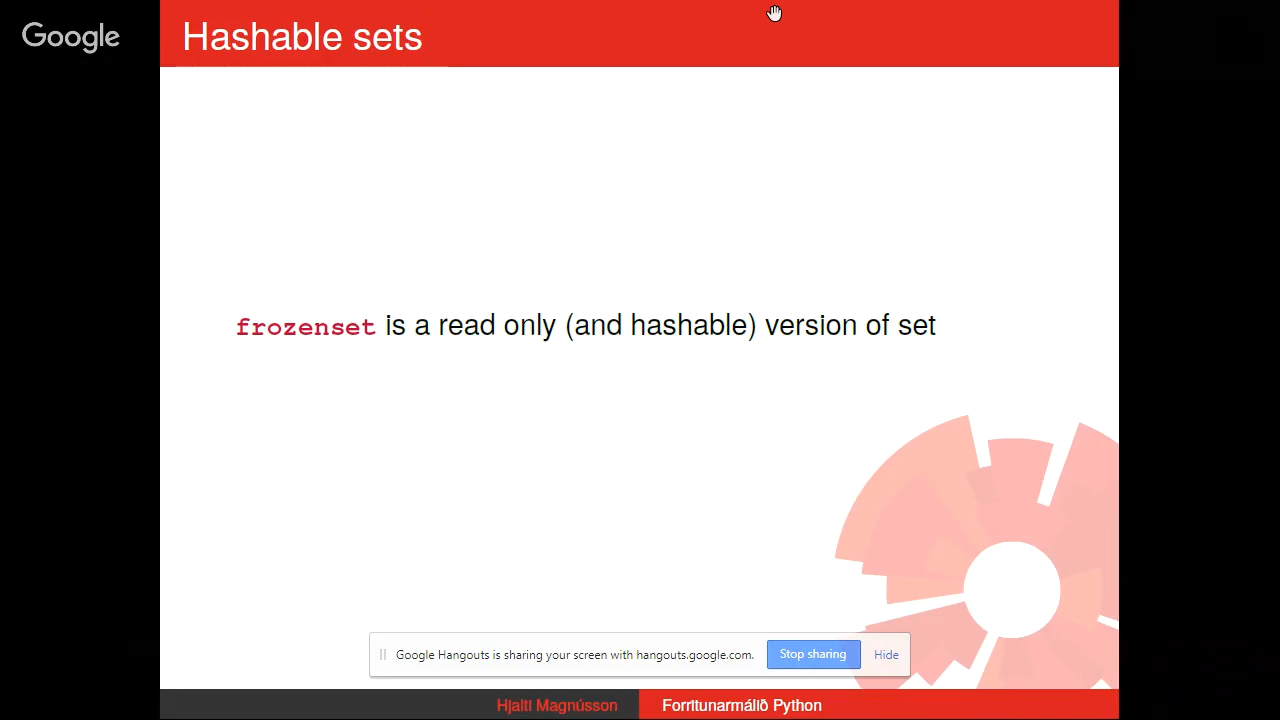 Google
Hashable sets
frozenset is a read only (and hashable) version of set
Google Hangouts is sharing your screen with hangouts.google.com.
Stop sharing
Hide
Hjalti Magnússon
Forritunarmálið Python